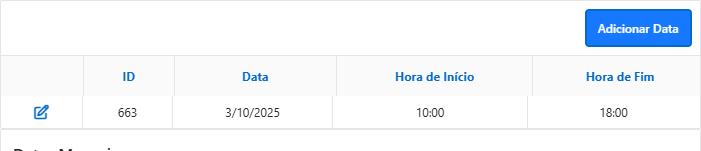 Adicionar Data
ID Data Hora de Início Hora de Fim
663 3/10/2025 10:00 18:00